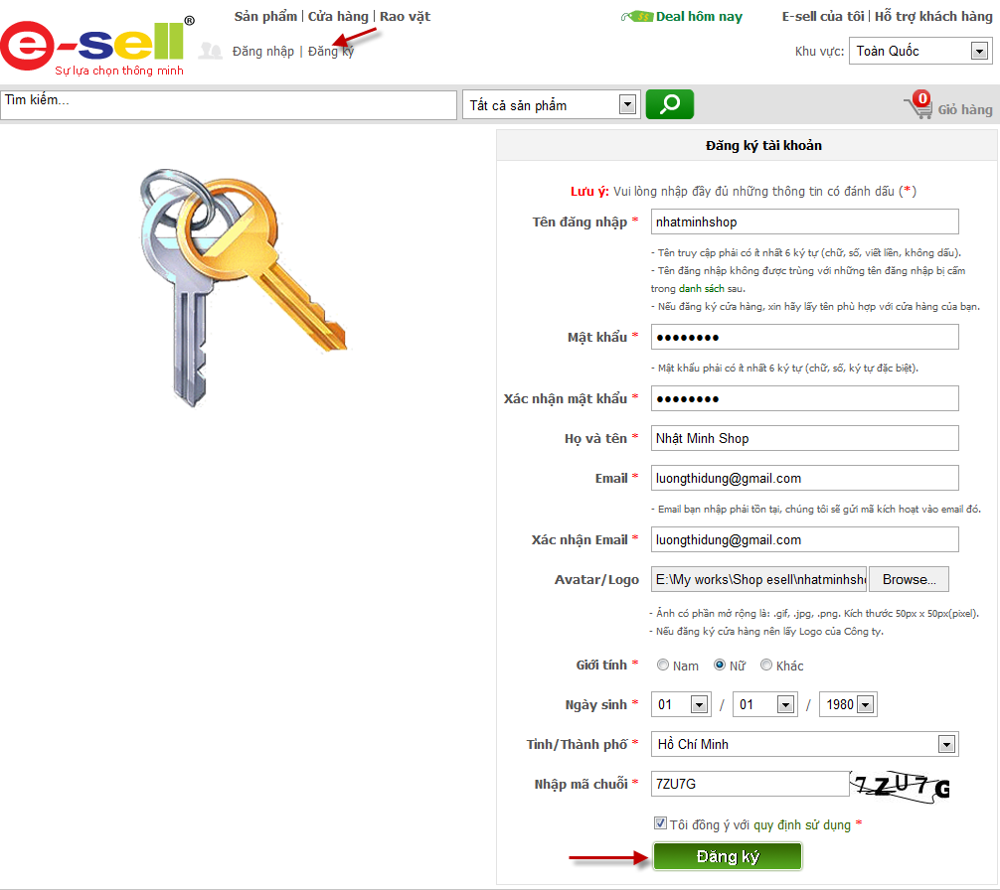 Sản phẩm | Cửa hàng | Rao vặt
$$ Deal hôm nay
E-sell của tôi | Hỗ trợ khách hàng
e-sell®
Sự lựa chọn thông minh
Đăng nhập | Đăng ký
Khu vực: Toàn Quốc
Tìm kiếm...
Tất cả sản phẩm
0 Giỏ hàng
Đăng ký tài khoản
Lưu ý: Vui lòng nhập đầy đủ những thông tin có đánh dấu (*)
Tên đăng nhập * nhatminhshop
- Tên truy cập phải có ít nhất 6 ký tự (chữ, số, viết liền, không dấu).
- Tên đăng nhập không được trùng với những tên đăng nhập bị cấm
trong danh sách sau.
- Nếu đăng ký cửa hàng, xin hãy lấy tên phù hợp với cửa hàng của bạn.
Mật khẩu * ●●●●●●●●
- Mật khẩu phải có ít nhất 6 ký tự (chữ, số, ký tự đặc biệt).
Xác nhận mật khẩu * ●●●●●●●●
Họ và tên * Nhật Minh Shop
Email * luongthidung@gmail.com
- Email bạn nhập phải tồn tại, chúng tôi sẽ gửi mã kích hoạt vào email đó.
Xác nhận Email * luongthidung@gmail.com
Avatar/Logo E:\My works\Shop esell\nhatminhsho Browse...
- Ảnh có phần mở rộng là: .gif, .jpg, .png. Kích thước 50px x 50px(pixel).
- Nếu đăng ký cửa hàng nên lấy Logo của Công ty.
Giới tính * Nam Nữ Khác
Ngày sinh * 01 / 01 / 1980
Tỉnh/Thành phố * Hồ Chí Minh
Nhập mã chuỗi * 7ZU7G 7ZU7G
Tôi đồng ý với quy định sử dụng *
Đăng ký